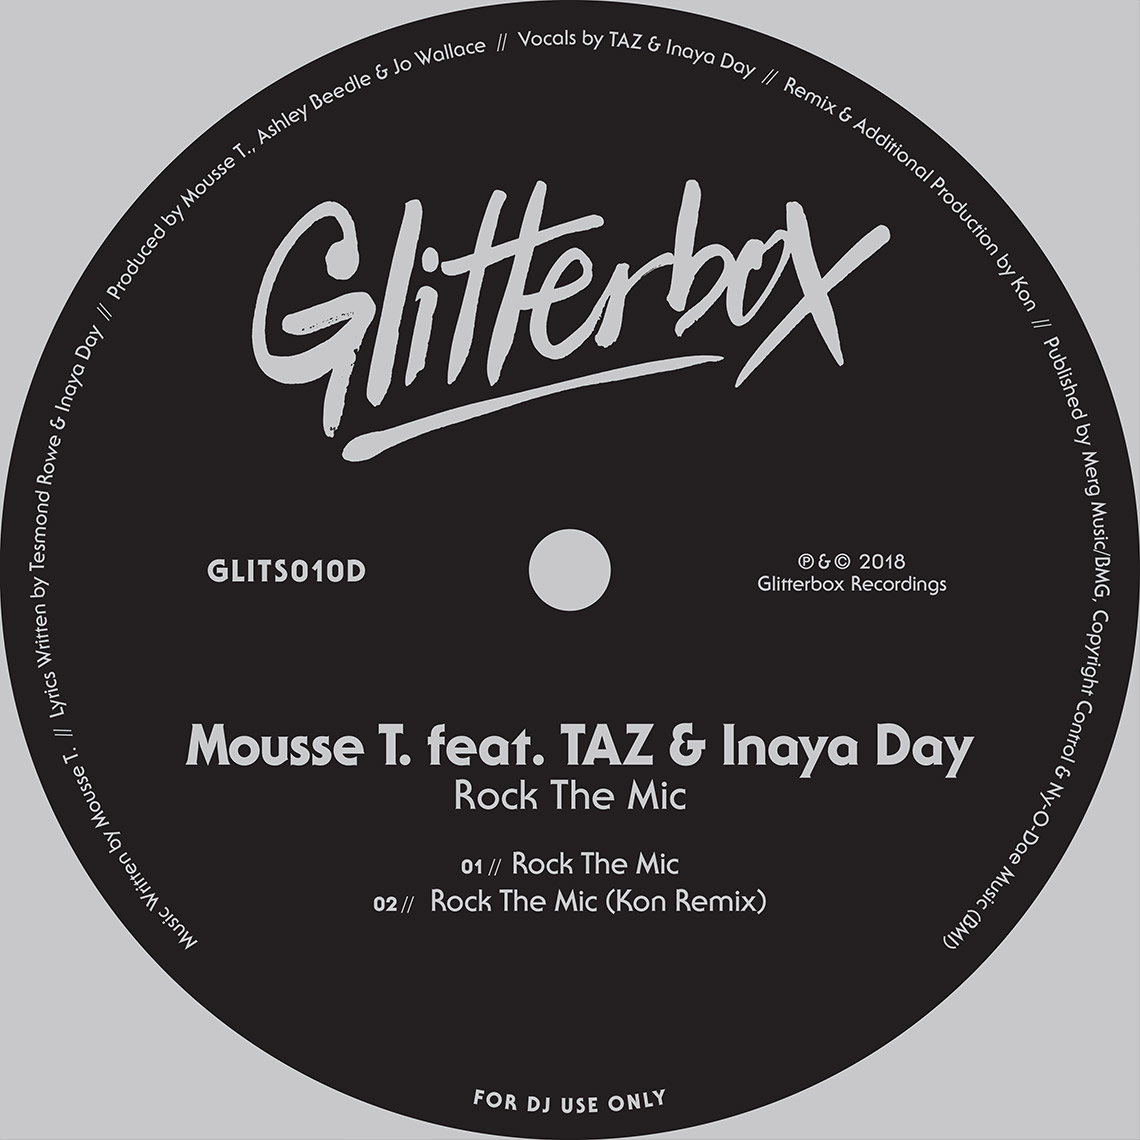 Music Written by Mousse T. // Lyrics Written by Tesmond Rowe & Inaya Day // Produced by Mousse T., Ashley Beedle & Jo Wallace // Vocals by TAZ & Inaya Day // Remix & Additional Production by Kon // Published by Merg Music/BMG, Copyright Control & Ny-O-Dae Music (BMI)
Glitterbox
GLITS010D
℗ & © 2018
Glitterbox Recordings
Mousse T. feat. TAZ & Inaya Day
Rock The Mic
01 // Rock The Mic
02 // Rock The Mic (Kon Remix)
FOR DJ USE ONLY